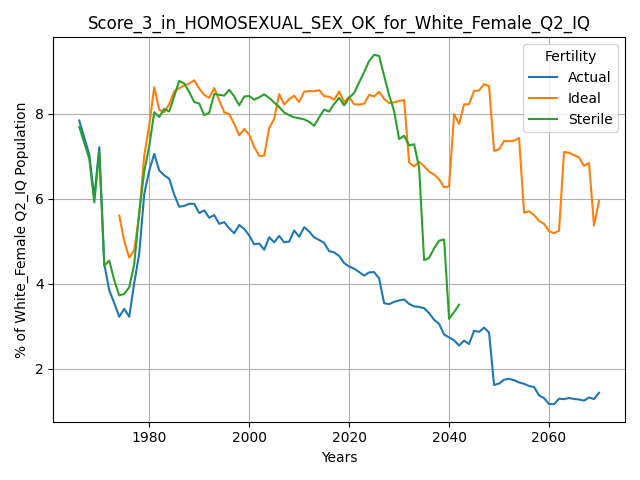 Score_3_in_HOMOSEXUAL_SEX_OK_for_White_Female_Q2_IQ
Fertility
Actual
Ideal
Sterile
% of White_Female Q2_IQ Population
8
6
4
2
1980
2000
2020
2040
2060
Years